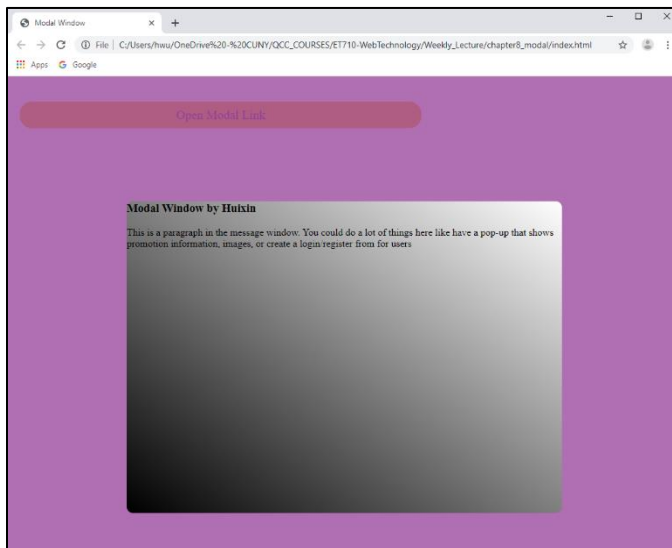 Modal Window
File | C:/Users/hwu/OneDrive%20-%20CUNY/QCC_COURSES/ET710-WebTechnology/Weekly_Lecture/chapter8_modal/index.html
Apps Google
Open Modal Link
Modal Window by Huixin
This is a paragraph in the message window. You could do a lot of things here like have a pop-up that shows
promotion information, images, or create a login/register from for users